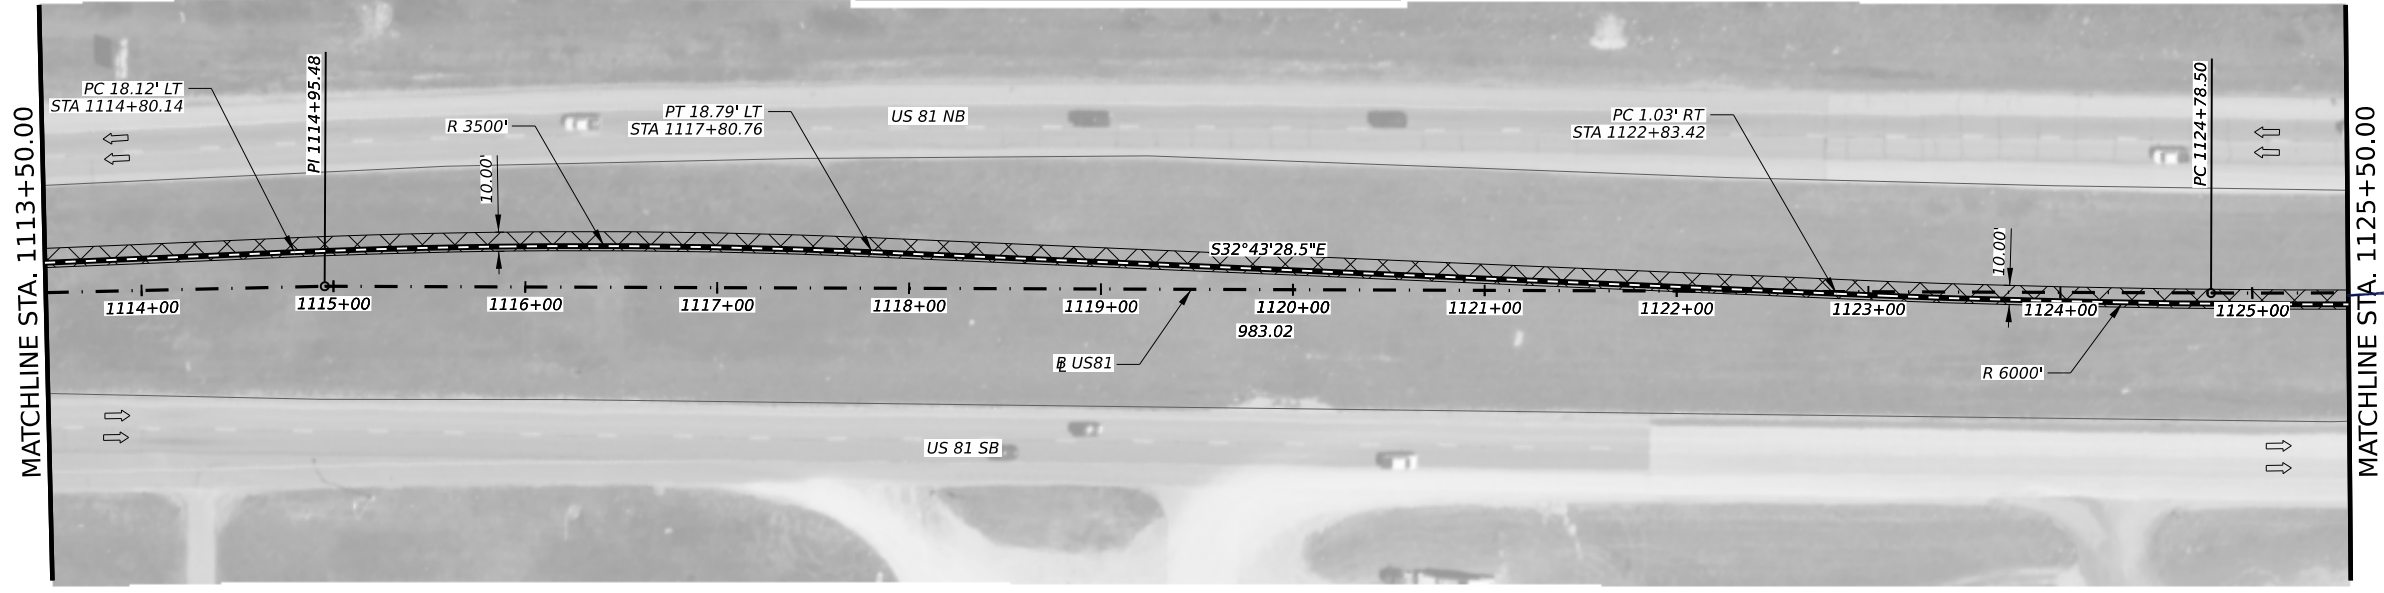 MATCHLINE STA. 1113+50.00
PC 18.12' LT
STA 1114+80.14
PI 1114+95.48
R 3500'
10.00'
PT 18.79' LT
STA 1117+80.76
US 81 NB
PC 1.03' RT
STA 1122+83.42
PC 1124+78.50
MATCHLINE STA. 1125+50.00
S32°43'28.5"E
10.00'
1114+00
1115+00
1116+00
1117+00
1118+00
1119+00
1120+00
1121+00
1122+00
1123+00
1124+00
1125+00
983.02
BL US81
R 6000'
US 81 SB